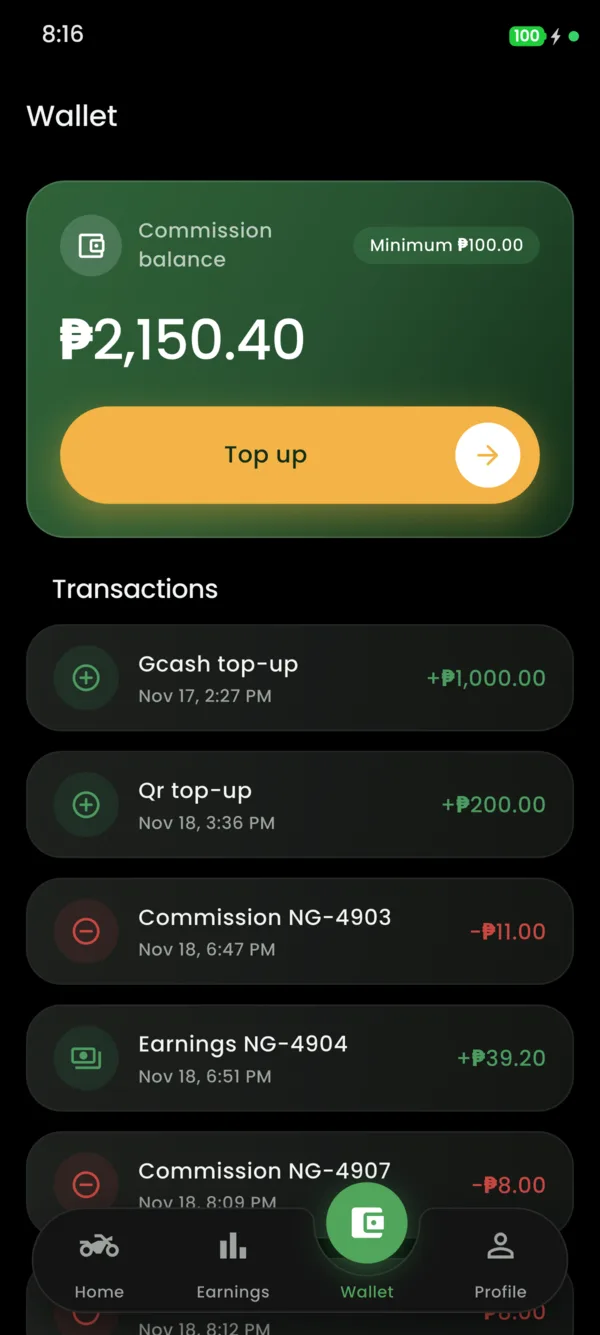 8:16
100
Wallet
Commission
balance
Minimum ₱100.00
₱2,150.40
Top up
Transactions
Gcash top-up
Nov 17, 2:27 PM
+₱1,000.00
Qr top-up
Nov 18, 3:36 PM
+₱200.00
Commission NG-4903
Nov 18, 6:47 PM
-₱11.00
Earnings NG-4904
Nov 18, 6:51 PM
+₱39.20
Commission NG-4907
Nov 18, 8:09 PM
-₱8.00
Home
Earnings
Wallet
Profile
Nov 18, 8:12 PM